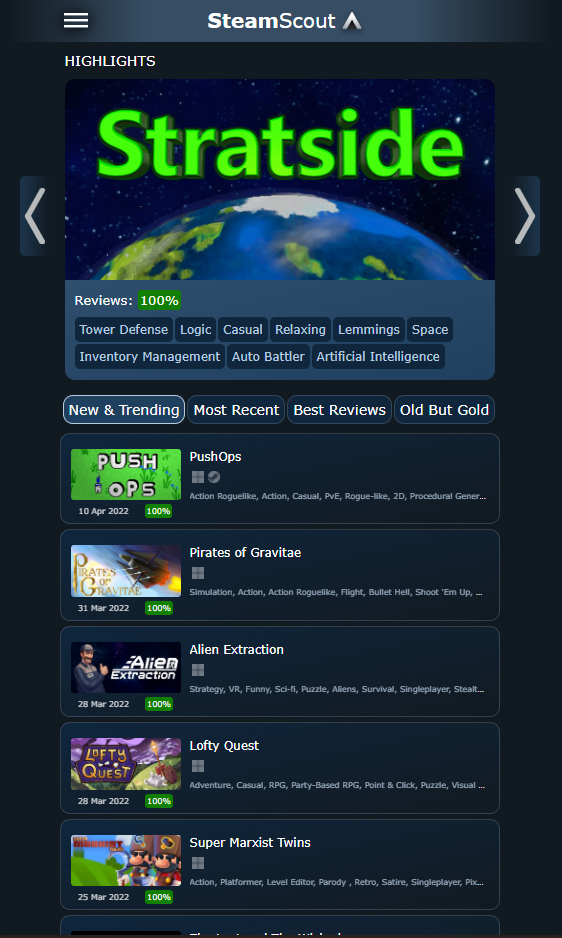 SteamScout
HIGHLIGHTS
Stratside
Reviews: 100%
Tower Defense Logic Casual Relaxing Lemmings Space
Inventory Management Auto Battler Artificial Intelligence
New & Trending Most Recent Best Reviews Old But Gold
PUSH
OPS
PushOps
Action Roguelike, Action, Casual, PvE, Rogue-like, 2D, Procedural Gener...
10 Apr 2022 100%
PIRATES
OF
GRAVITAE
Pirates of Gravitae
Simulation, Action, Action Roguelike, Flight, Bullet Hell, Shoot 'Em Up, ...
31 Mar 2022 100%
Alien
Extraction
Alien Extraction
Strategy, VR, Funny, Sci-fi, Puzzle, Aliens, Survival, Singleplayer, Stealt...
28 Mar 2022 100%
LOFTY
QUEST
Lofty Quest
Adventure, Casual, RPG, Party-Based RPG, Point & Click, Puzzle, Visual ...
28 Mar 2022 100%
Super Marxist Twins
Action, Platformer, Level Editor, Parody , Retro, Satire, Singleplayer, Pix...
25 Mar 2022 100%